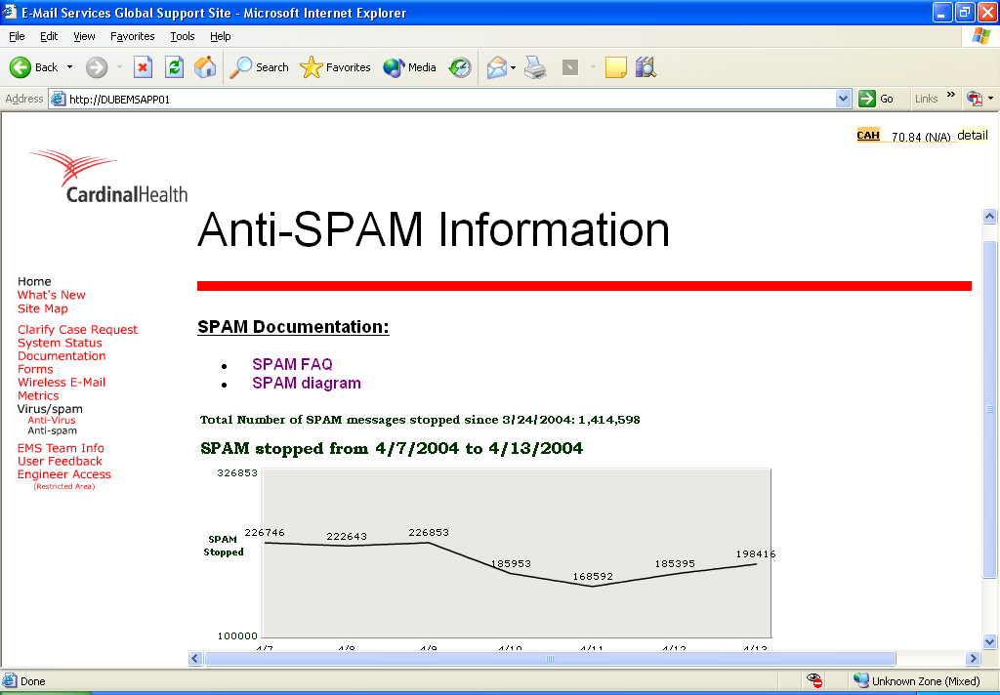 E-Mail Services Global Support Site - Microsoft Internet Explorer
File Edit View Favorites Tools Help
Back Search Favorites Media
Address http://DUBEMSAPP01 Go Links »
CAH 70.84 (N/A) detail
CardinalHealth
Anti-SPAM Information
Home
What's New
Site Map
Clarify Case Request
System Status
Documentation
Forms
Wireless E-Mail
Metrics
Virus/spam
Anti-Virus
Anti-spam
EMS Team Info
User Feedback
Engineer Access
(Restricted Area)
SPAM Documentation:
• SPAM FAQ
• SPAM diagram
Total Number of SPAM messages stopped since 3/24/2004: 1,414,598
SPAM stopped from 4/7/2004 to 4/13/2004
326853
SPAM
Stopped
226746 222643 226853 185953 168592 185395 198416
100000
4/7 4/8 4/9 4/10 4/11 4/12 4/13
Done Unknown Zone (Mixed)